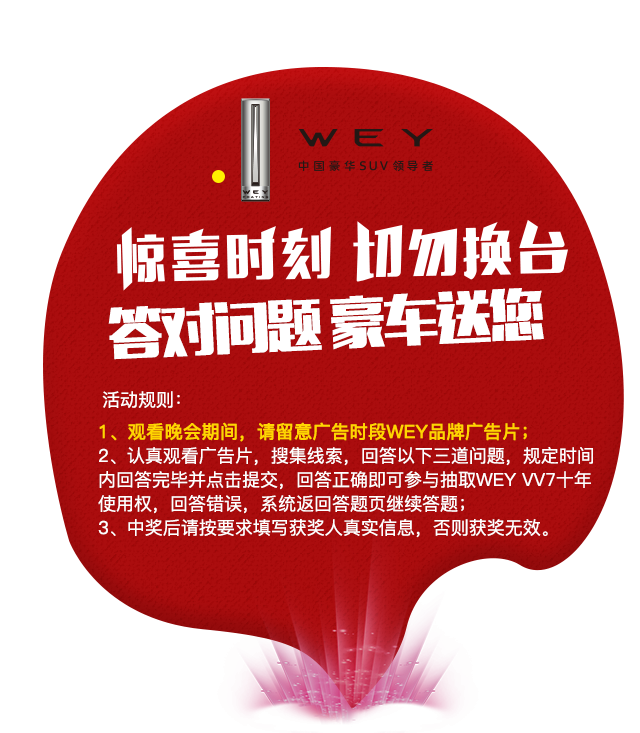 WEY
中国豪华SUV领导者
WEY
惊喜时刻 切勿换台
答对问题 豪车送您
活动规则：
1、观看晚会期间，请留意广告时段WEY品牌广告片；
2、认真观看广告片，搜集线索，回答以下三道问题，规定时间
内回答完毕并点击提交，回答正确即可参与抽取WEY VV7十年
使用权，回答错误，系统返回答题页继续答题；
3、中奖后请按要求填写获奖人真实信息，否则获奖无效。